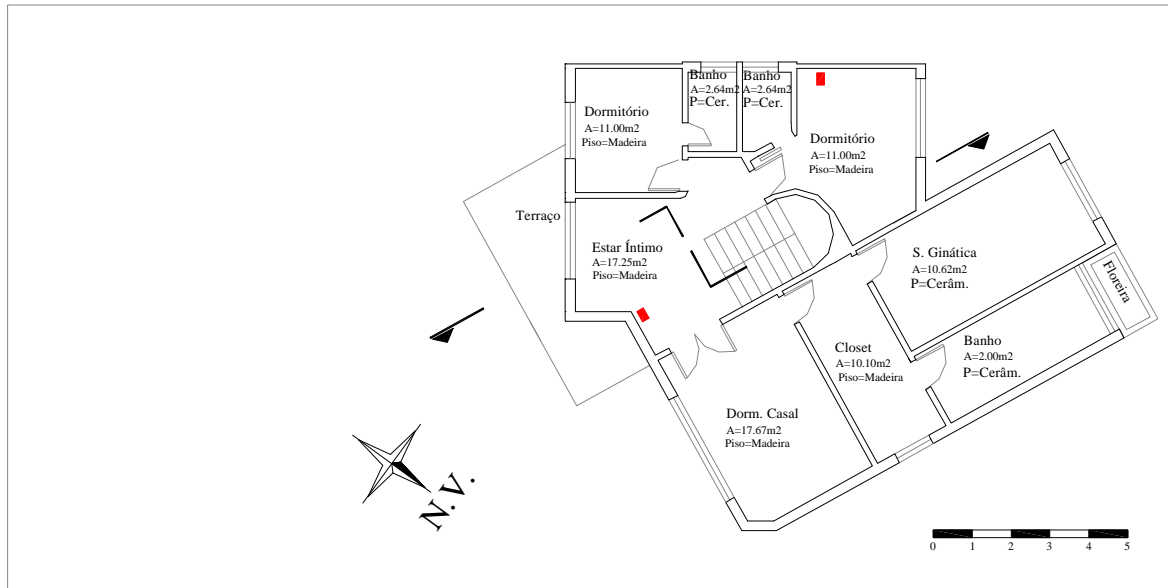 Banho
A=2.64m2
P=Cer.
Banho
A=2.64m2
P=Cer.
Dormitório
A=11.00m2
Piso=Madeira
Dormitório
A=11.00m2
Piso=Madeira
Terraço
Estar Íntimo
A=17.25m2
Piso=Madeira
S. Ginática
A=10.62m2
P=Cerâm.
Floreira
Closet
A=10.10m2
Piso=Madeira
Banho
A=2.00m2
P=Cerâm.
Dorm. Casal
A=17.67m2
Piso=Madeira
N.V.
0 1 2 3 4 5